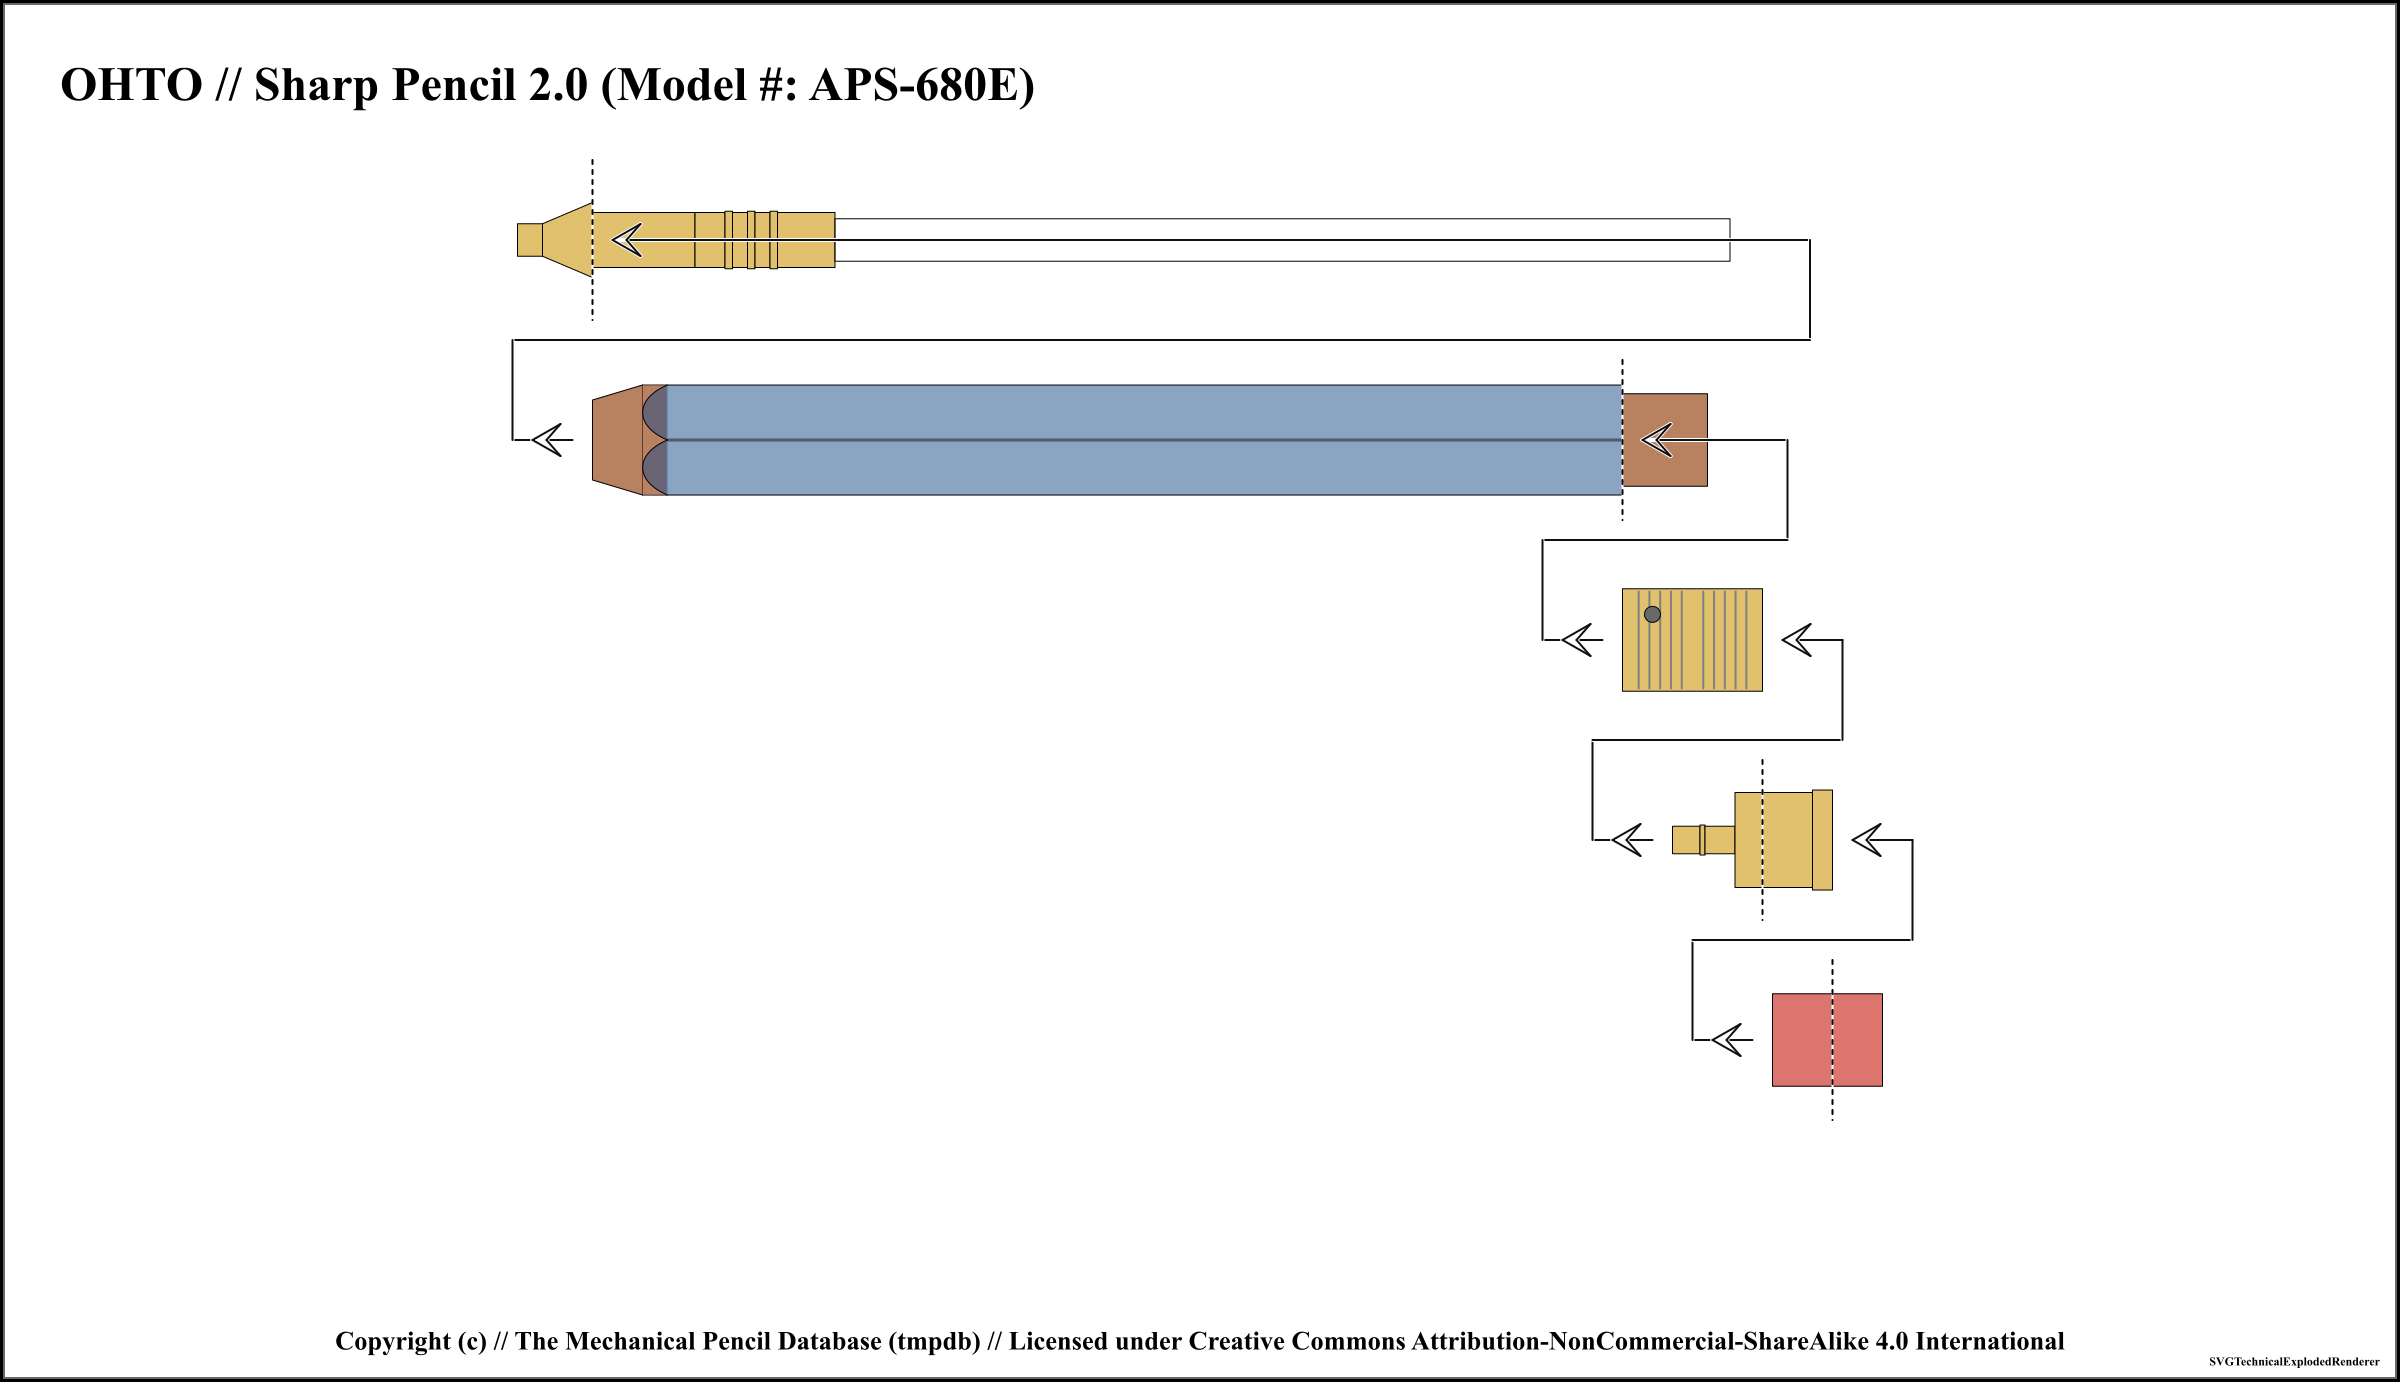 OHTO // Sharp Pencil 2.0 (Model #: APS-680E)
Copyright (c) // The Mechanical Pencil Database (tmpdb) // Licensed under Creative Commons Attribution-NonCommercial-ShareAlike 4.0 International
SVGTechnicalExplodedRenderer